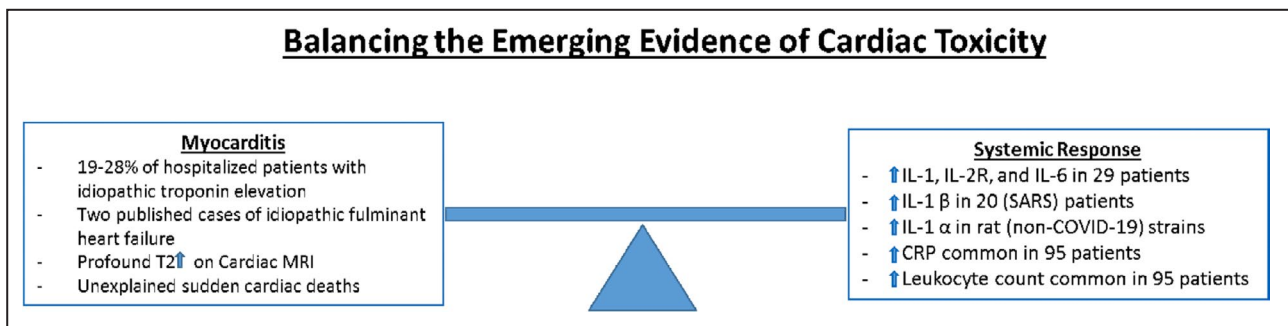 Balancing the Emerging Evidence of Cardiac Toxicity
Myocarditis
- 19-28% of hospitalized patients with
idiopathic troponin elevation
- Two published cases of idiopathic fulminant
heart failure
- Profound T2⬆ on Cardiac MRI
- Unexplained sudden cardiac deaths
Systemic Response
- ⬆IL-1, IL-2R, and IL-6 in 29 patients
- ⬆IL-1 β in 20 (SARS) patients
- ⬆IL-1 α in rat (non-COVID-19) strains
- ⬆CRP common in 95 patients
- ⬆Leukocyte count common in 95 patients